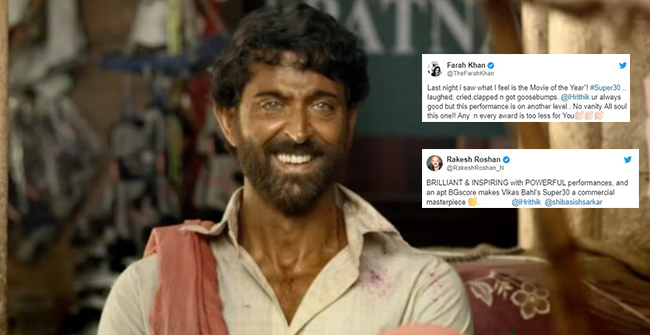 PATNA
Farah Khan
@TheFarahKhan
Last night i saw what I feel is the Movie of the Year"! #Super30 ..
laughed, cried,clapped n got goosebumps. @iHrithik ur always
good but this performance is on another level.. No vanity All soul
this one!! Any n every award is too less for You👏🏻👏🏻👏🏻
Rakesh Roshan
@RakeshRoshan_N
BRILLIANT & INSPIRING with POWERFUL performances, and
an apt BGscore makes Vikas Bahl's Super30 a commercial
masterpiece 👏. @iHrithik @shibasishsarkar